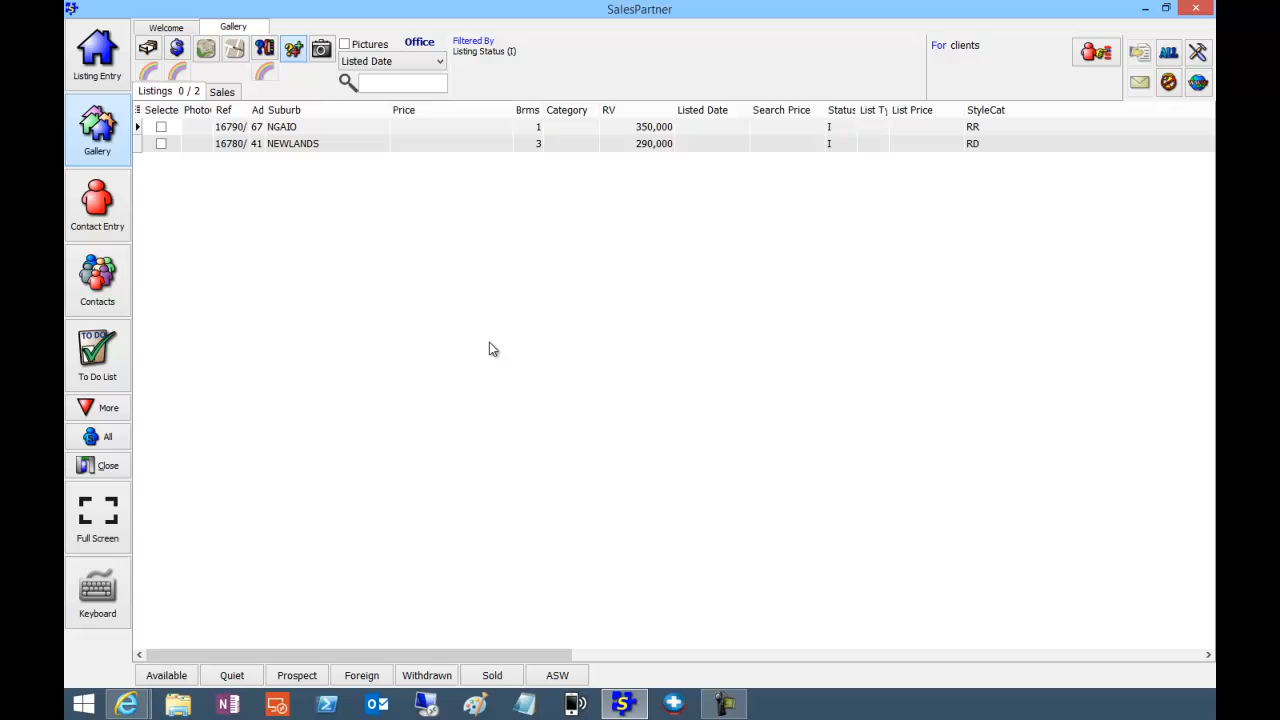 SalesPartner
Listing Entry
Gallery
Contact Entry
Contacts
TO DO
To Do List
More
All
Close
Full Screen
Keyboard
Welcome
Gallery
Pictures
Office
Listed Date
Filtered By
Listing Status (I)
For clients
ALL
Listings 0 / 2
Sales
Selecte Photo Ref Ad Suburb Price Brms Category RV Listed Date Search Price Status List Ty List Price StyleCat
16790/ 67 NGAIO 1 350,000 I RR
16780/ 41 NEWLANDS 3 290,000 I RD
Available Quiet Prospect Foreign Withdrawn Sold ASW